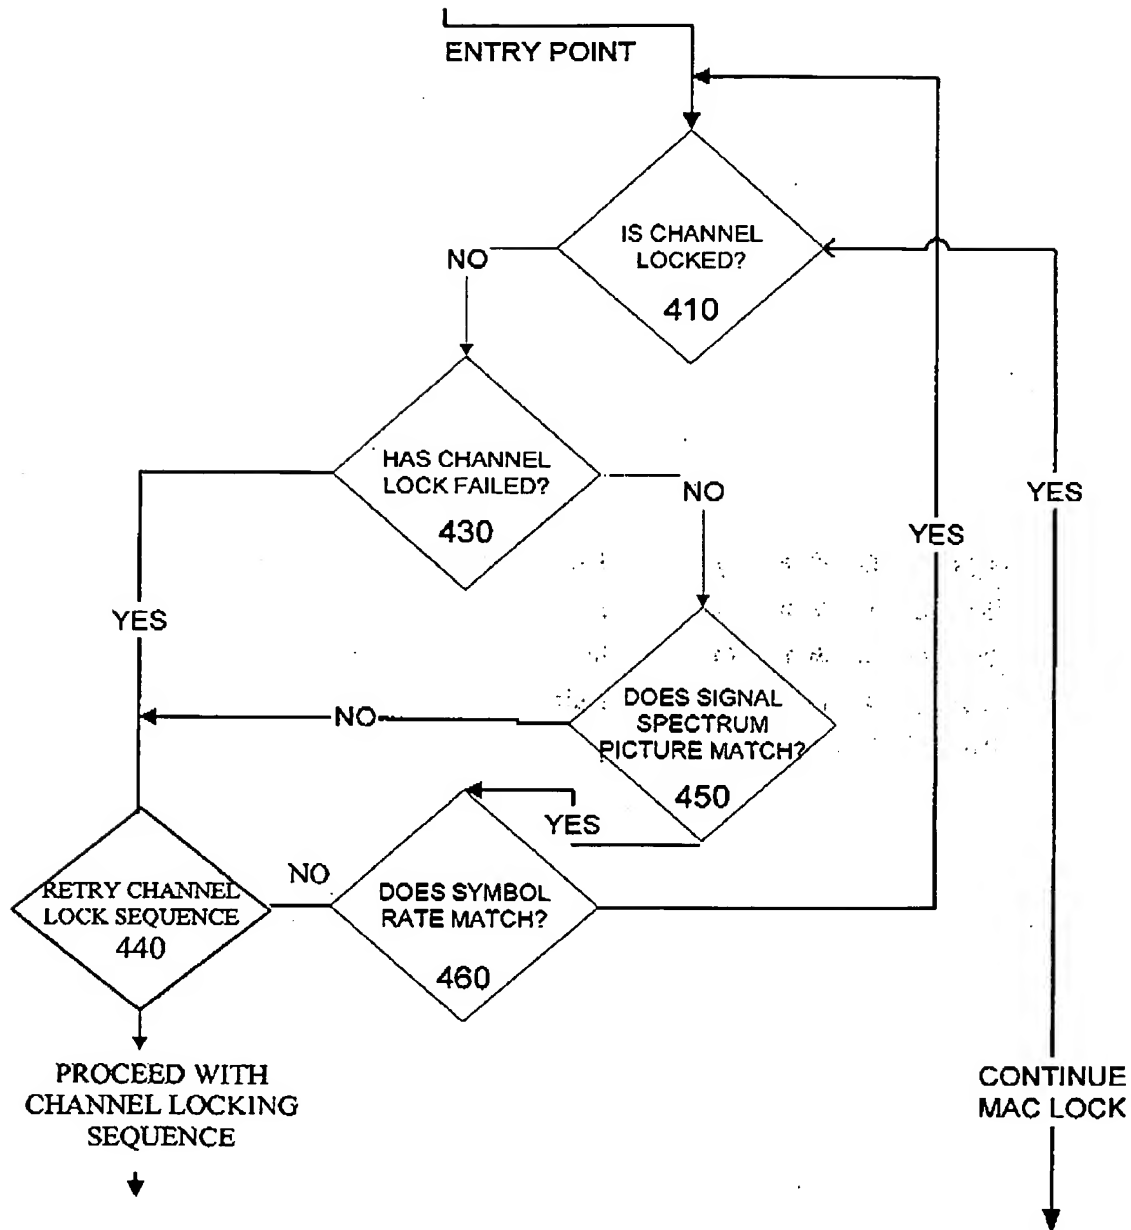 ENTRY POINT
IS CHANNEL
LOCKED?
410
NO
HAS CHANNEL
LOCK FAILED?
430
NO
YES
YES
YES
DOES SIGNAL
SPECTRUM
PICTURE MATCH?
450
NO
YES
RETRY CHANNEL
LOCK SEQUENCE
440
NO
DOES SYMBOL
RATE MATCH?
460
PROCEED WITH
CHANNEL LOCKING
SEQUENCE
CONTINUE
MAC LOCK